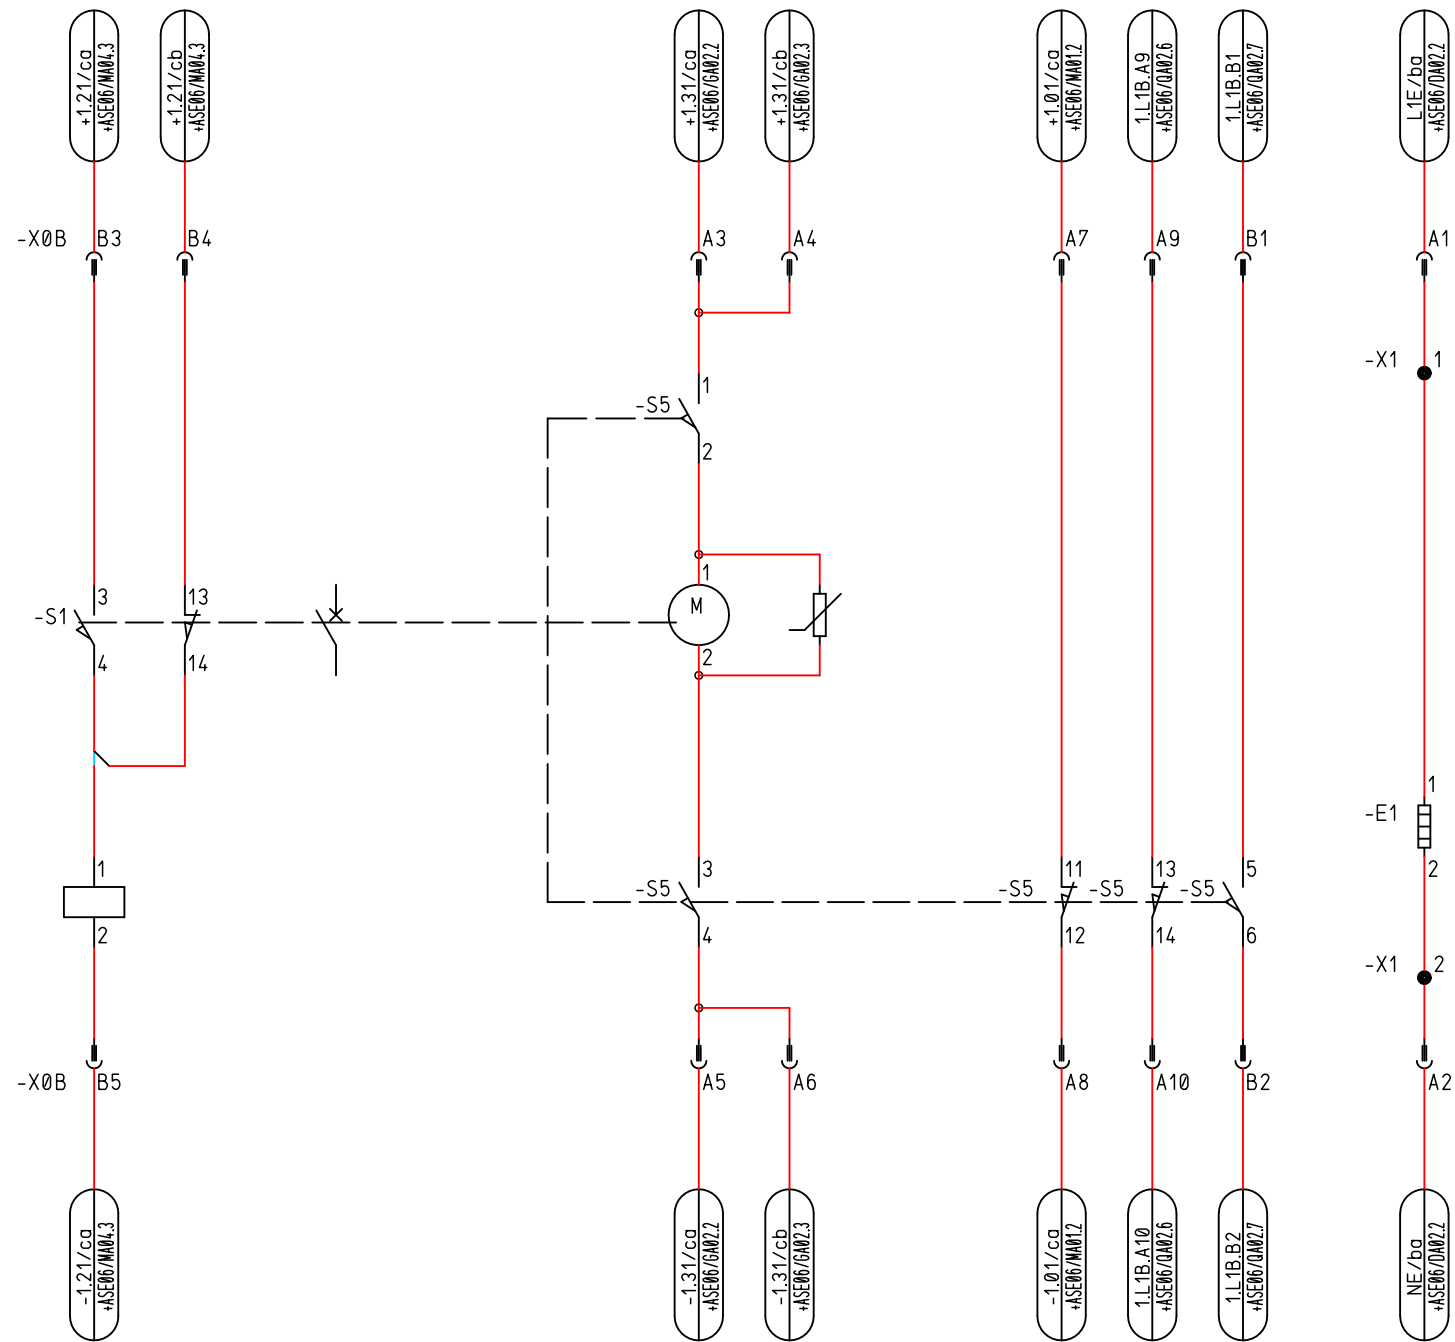 +1.21/ca
+ASE06/MA04.3
+1.21/cb
+ASE06/MA04.3
+1.31/ca
+ASE06/GA02.2
+1.31/cb
+ASE06/GA02.3
+1.01/ca
+ASE06/MA01.2
1.L1B.A9
+ASE06/QA02.6
1.L1B.B1
+ASE06/QA02.7
L1E/ba
+ASE06/DA02.2
-X0B
B3
B4
A3
A4
A7
A9
B1
A1
-X1
1
1
-S5
2
1
M
2
-S1
3
13
4
14
1
-E1
2
1
2
3
-S5
4
11
-S5
12
13
-S5
14
5
-S5
6
-X1
2
-X0B
B5
A5
A6
A8
A10
B2
A2
-1.21/ca
+ASE06/MA04.3
-1.31/ca
+ASE06/GA02.2
-1.31/cb
+ASE06/GA02.3
-1.01/ca
+ASE06/MA01.2
1.L1B.A10
+ASE06/QA02.6
1.L1B.B2
+ASE06/QA02.7
NE/ba
+ASE06/DA02.2